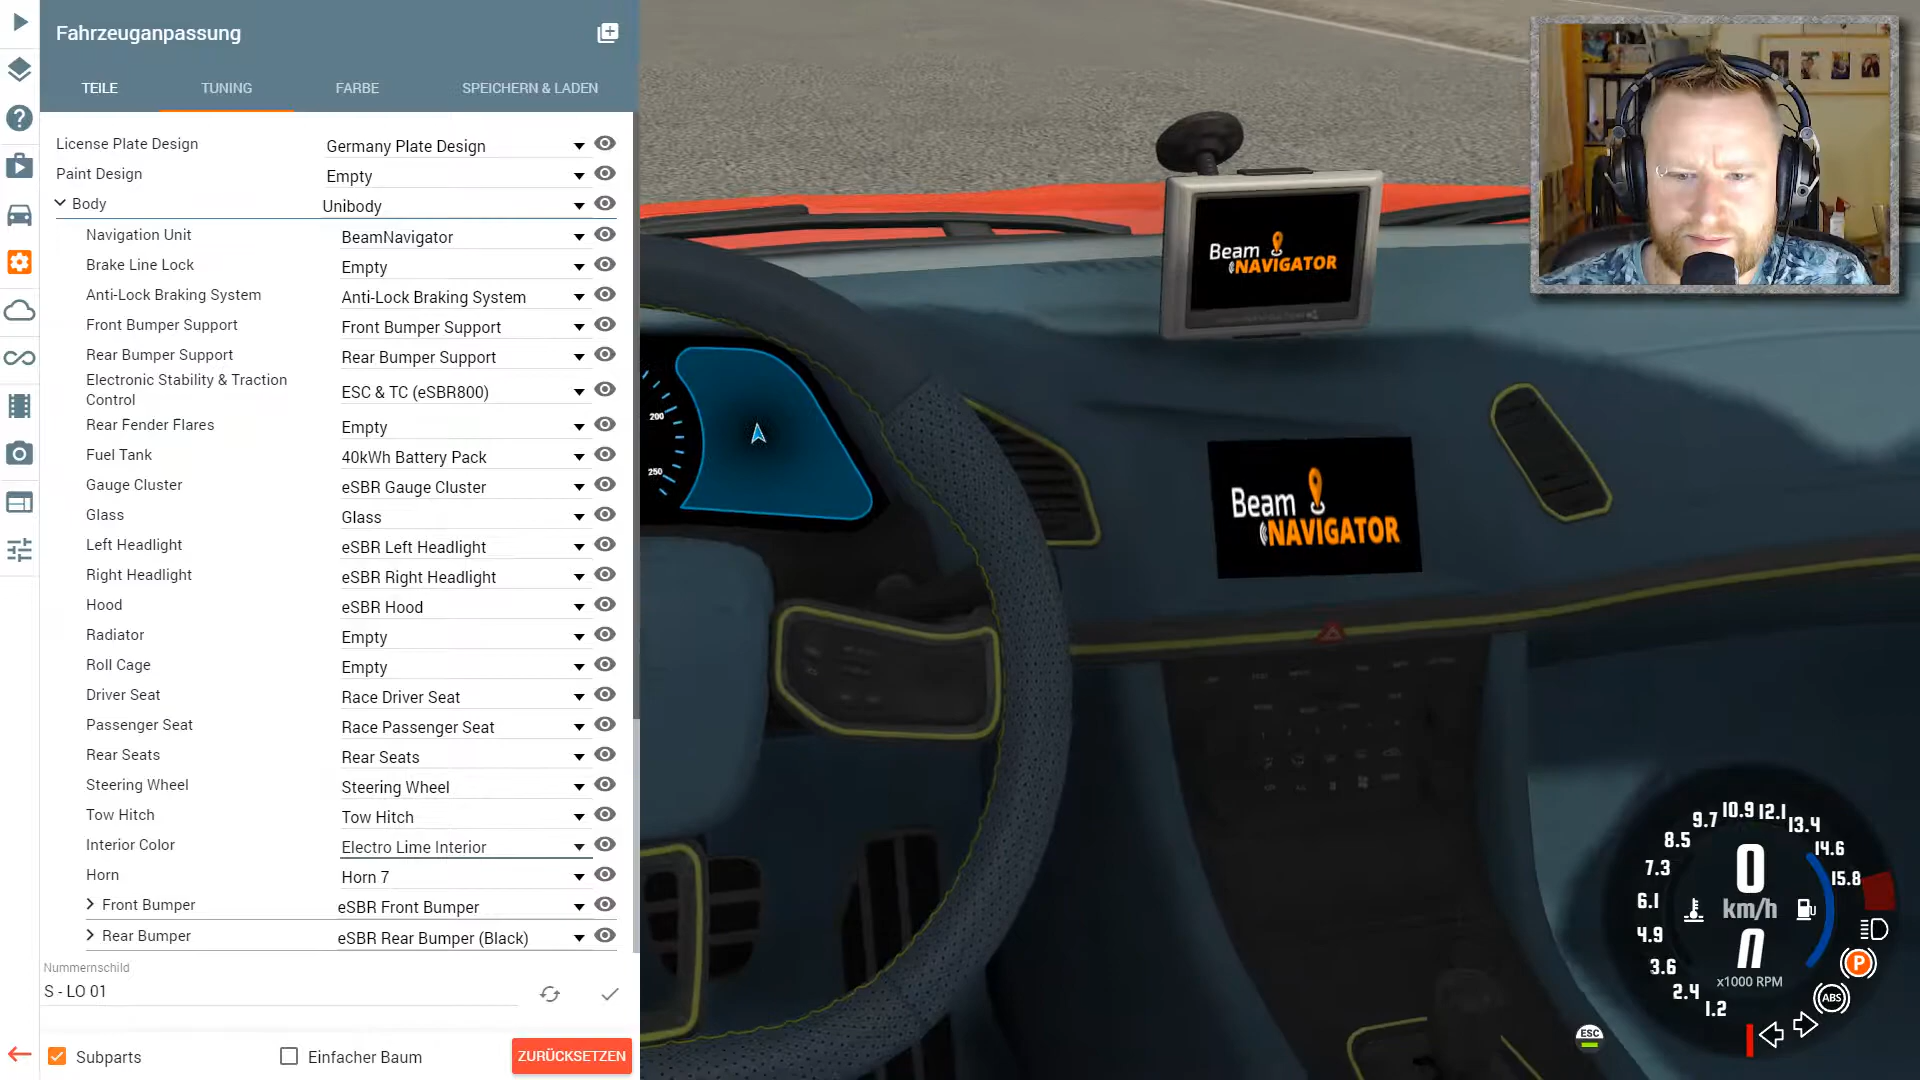 Fahrzeuganpassung
TEILE TUNING FARBE SPEICHERN & LADEN
License Plate Design Germany Plate Design
Paint Design Empty
Body Unibody
Navigation Unit BeamNavigator
Brake Line Lock Empty
Anti-Lock Braking System Anti-Lock Braking System
Front Bumper Support Front Bumper Support
Rear Bumper Support Rear Bumper Support
Electronic Stability & Traction
Control ESC & TC (eSBR800)
Rear Fender Flares Empty
Fuel Tank 40kWh Battery Pack
Gauge Cluster eSBR Gauge Cluster
Glass Glass
Left Headlight eSBR Left Headlight
Right Headlight eSBR Right Headlight
Hood eSBR Hood
Radiator Empty
Roll Cage Empty
Driver Seat Race Driver Seat
Passenger Seat Race Passenger Seat
Rear Seats Rear Seats
Steering Wheel Steering Wheel
Tow Hitch Tow Hitch
Interior Color Electro Lime Interior
Horn Horn 7
Front Bumper eSBR Front Bumper
Rear Bumper eSBR Rear Bumper (Black)
Nummernschild
S - LO 01
Subparts Einfacher Baum ZURÜCKSETZEN
Beam
NAVIGATOR
200
250
Beam
NAVIGATOR
1.2
2.4
3.6
4.9
6.1
7.3
8.5
9.7
10.9
12.1
13.4
14.6
15.8
0
km/h
n
x1000 RPM
P
ABS
ESC